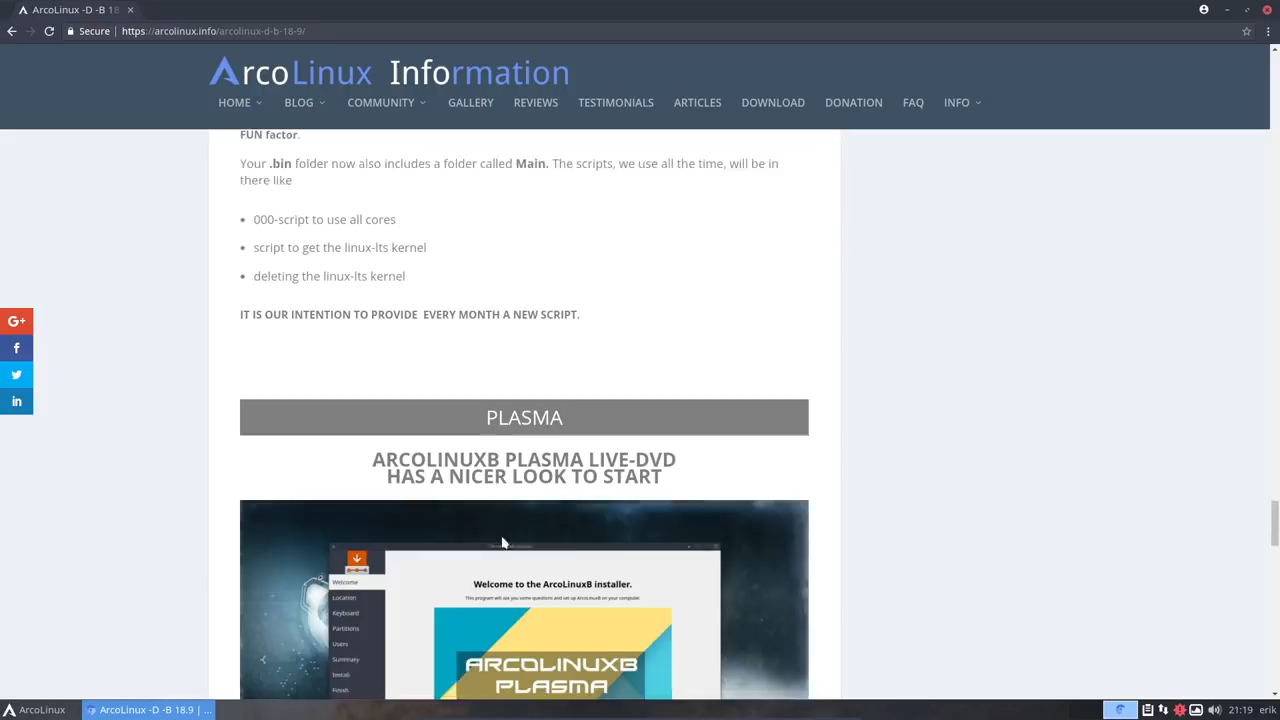 ArcoLinux -D -B 18
Secure https://arcolinux.info/arcolinux-d-b-18-9/
ArcoLinux Information
HOME BLOG COMMUNITY GALLERY REVIEWS TESTIMONIALS ARTICLES DOWNLOAD DONATION FAQ INFO
FUN factor.
Your .bin folder now also includes a folder called Main. The scripts, we use all the time, will be in
there like
000-script to use all cores
script to get the linux-lts kernel
deleting the linux-lts kernel
IT IS OUR INTENTION TO PROVIDE EVERY MONTH A NEW SCRIPT.
G+
f
in
PLASMA
ARCOLINUXB PLASMA LIVE-DVD
HAS A NICER LOOK TO START
Welcome
Location
Keyboard
Partitions
Users
Summary
Install
Finish
Welcome to the ArcoLinuxB installer.
This program will ask you some questions and set up ArcoLinuxB on your computer.
ARCOLINUXB
PLASMA
ArcoLinux
ArcoLinux -D -B 18.9 | ...
21:19 erik